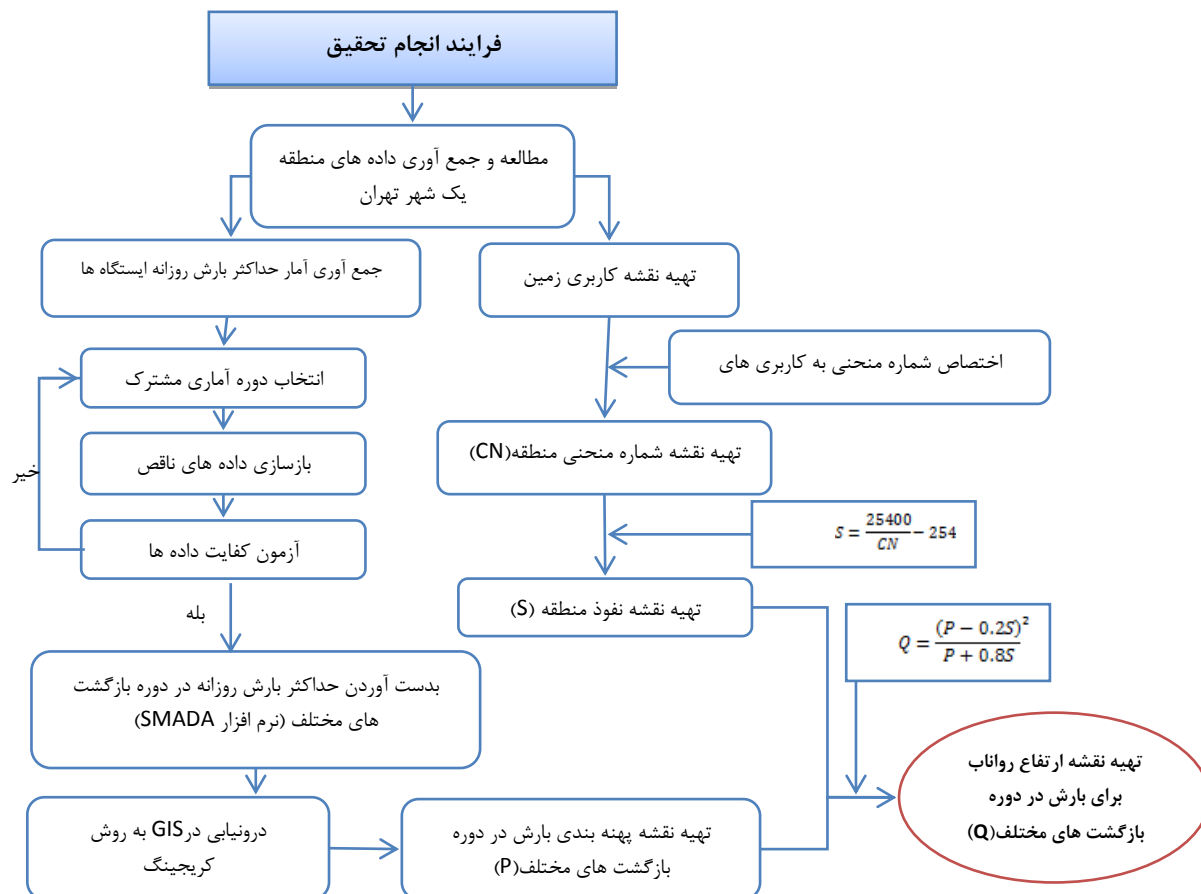 فرایند انجام تحقیق
مطالعه و جمع آوری داده های منطقه
یک شهر تهران
جمع آوری آمار حداکثر بارش روزانه ایستگاه ها
تهیه نقشه کاربری زمین
انتخاب دوره آماری مشترک
اختصاص شماره منحنی به کاربری های
بازسازی داده های ناقص
تهیه نقشه شماره منحنی منطقه(CN)
خیر
آزمون کفایت داده ها
S = 25400/CN − 254
بله
تهیه نقشه نفوذ منطقه (S)
Q = (P − 0.2S)² / P + 0.8S
بدست آوردن حداکثر بارش روزانه در دوره بازگشت
های مختلف (نرم افزار SMADA)
درونیابی درGIS به روش
کریجینگ
تهیه نقشه پهنه بندی بارش در دوره
بازگشت های مختلف(P)
تهیه نقشه ارتفاع رواناب
برای بارش در دوره
بازگشت های مختلف(Q)